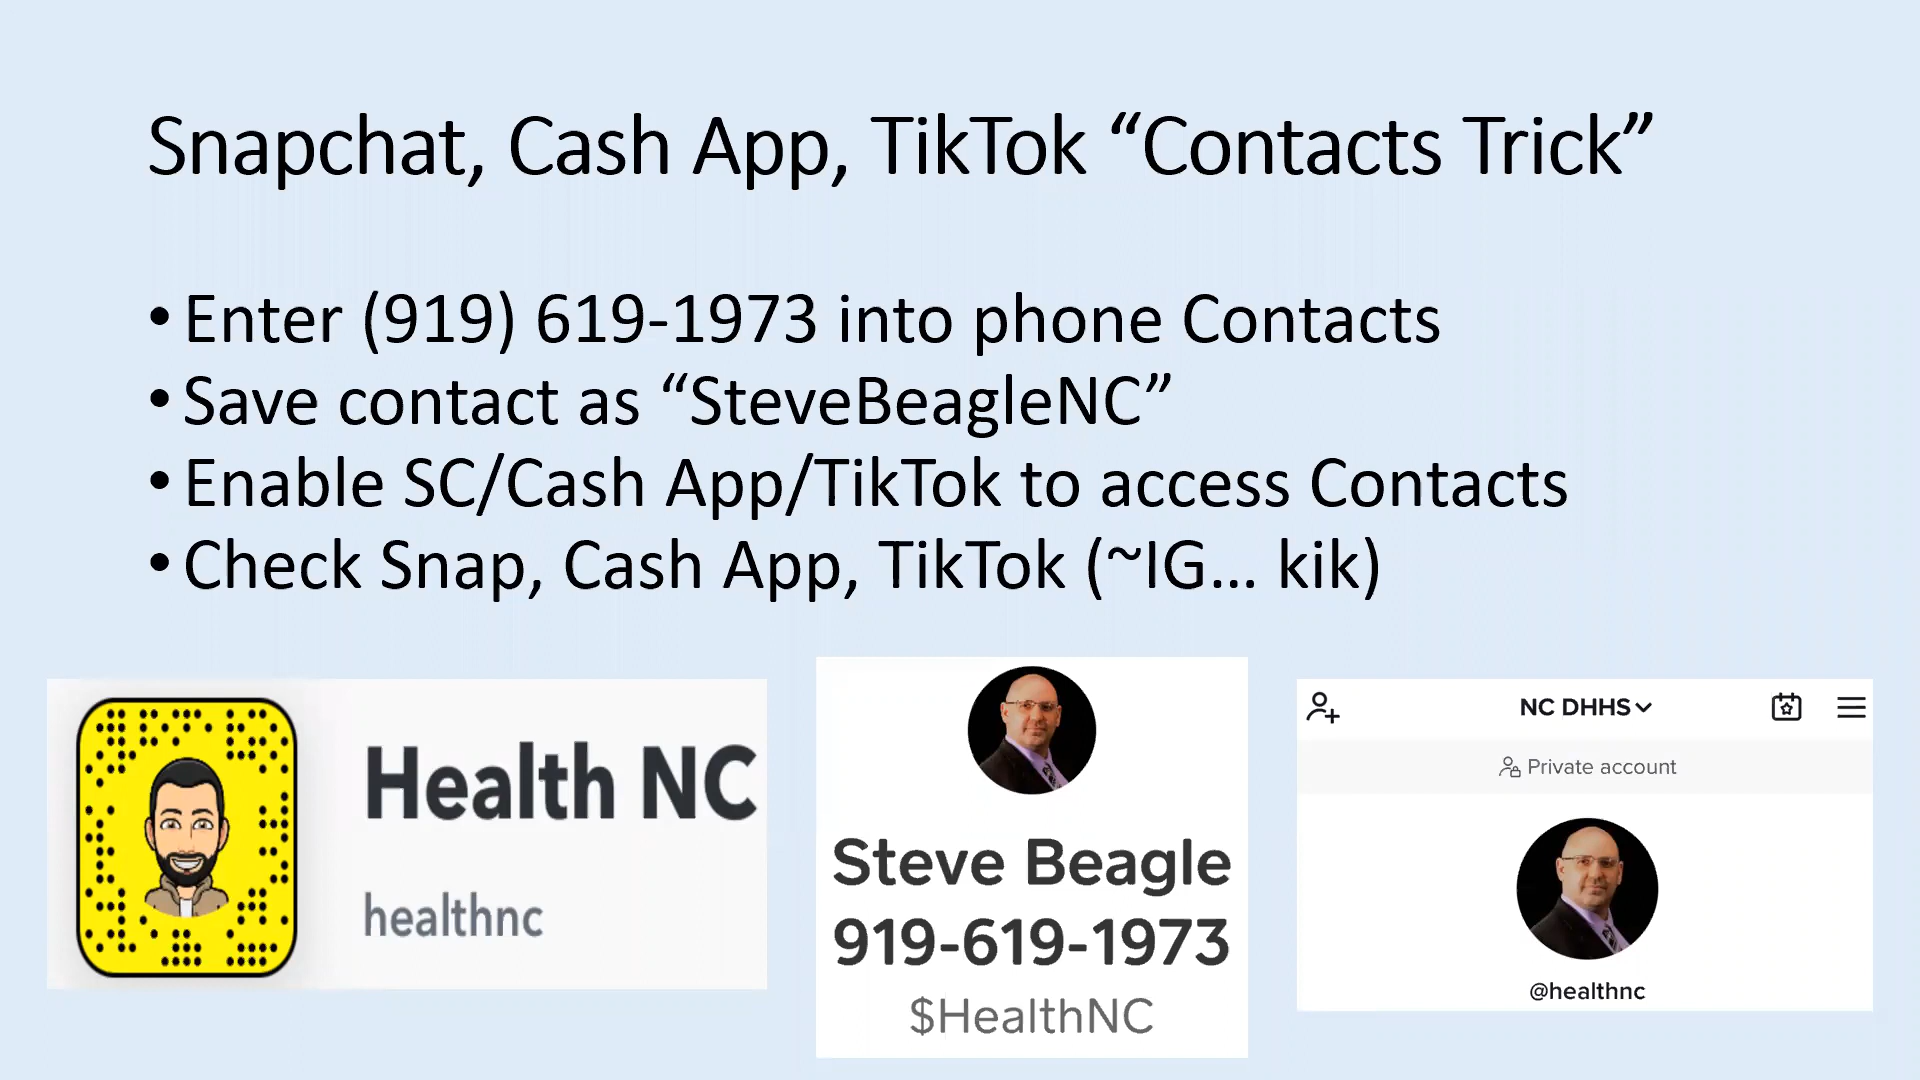 Snapchat, Cash App, TikTok “Contacts Trick”
• Enter (919) 619-1973 into phone Contacts
• Save contact as “SteveBeagleNC”
• Enable SC/Cash App/TikTok to access Contacts
• Check Snap, Cash App, TikTok (~IG... kik)
Health NC
healthnc
Steve Beagle
919-619-1973
$HealthNC
NC DHHS
Private account
@healthnc